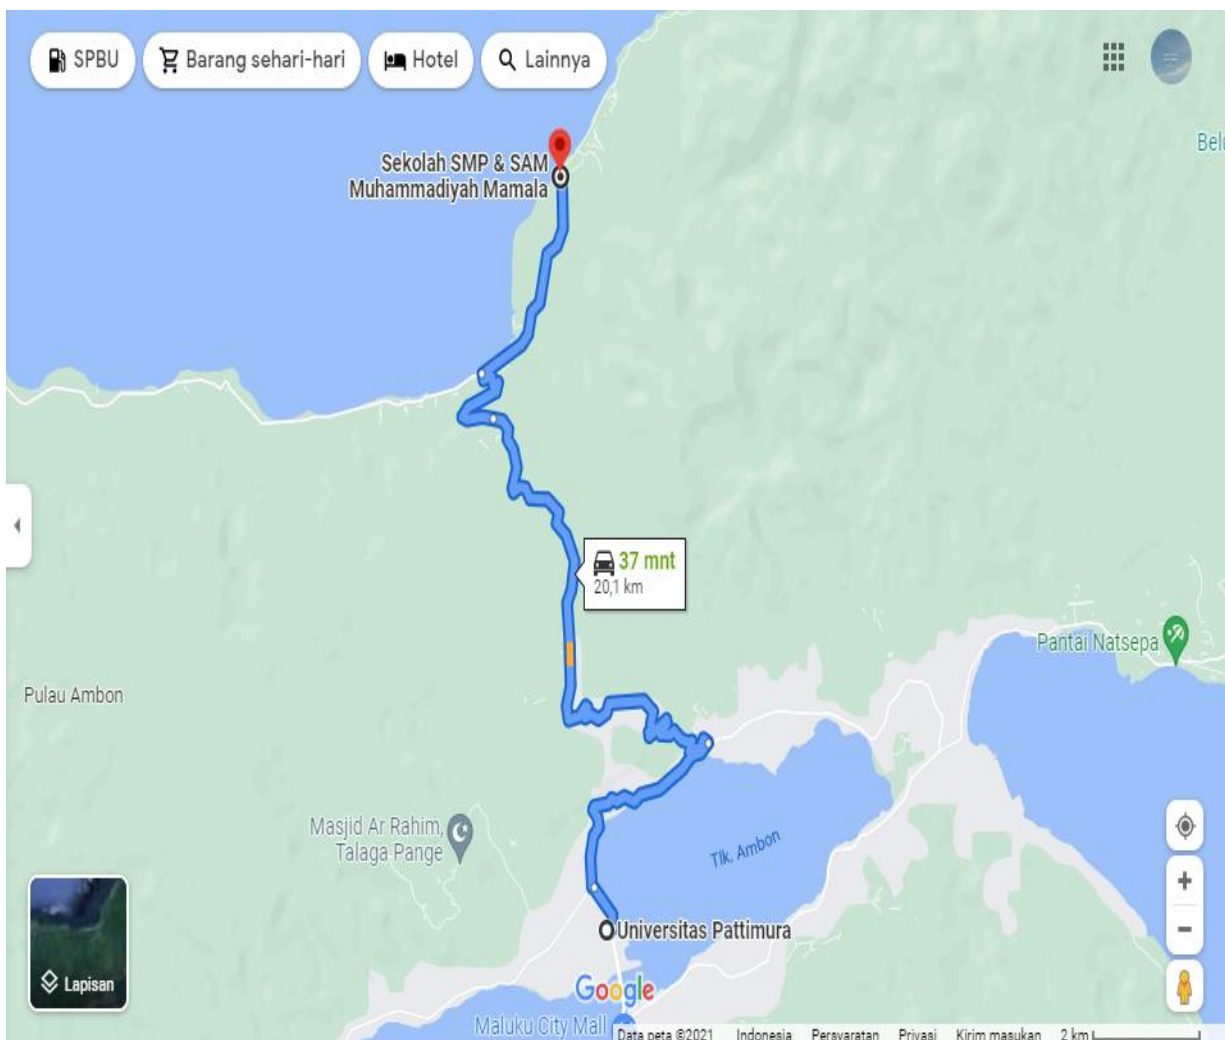 SPBU
Barang sehari-hari
Hotel
Lainnya
Sekolah SMP & SAM
Muhammadiyah Mamala
37 mnt
20,1 km
Pantai Natsepa
Pulau Ambon
Masjid Ar Rahim,
Talaga Pange
Tlk. Ambon
Universitas Pattimura
Lapisan
Google
Maluku City Mall
Data peta ©2021 Indonesia Persyaratan Privasi Kirim masukan 2 km